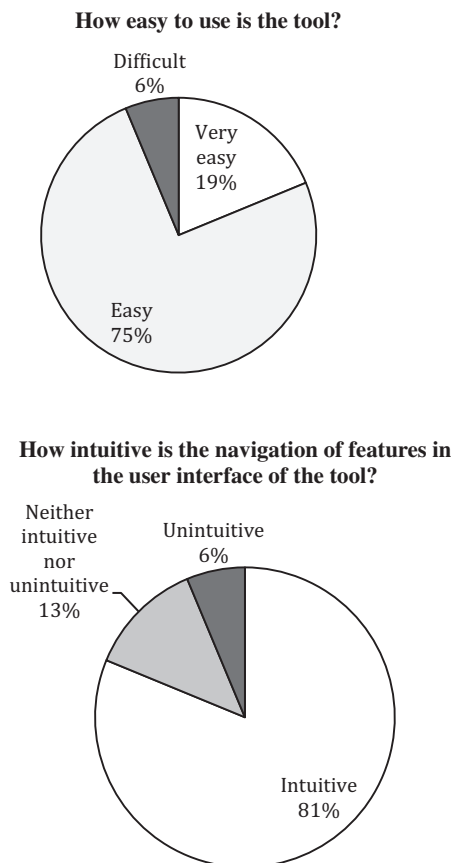 How easy to use is the tool?
Difficult
6%
Very
easy
19%
Easy
75%
How intuitive is the navigation of features in
the user interface of the tool?
Neither
intuitive
nor
unintuitive
13%
Unintuitive
6%
Intuitive
81%